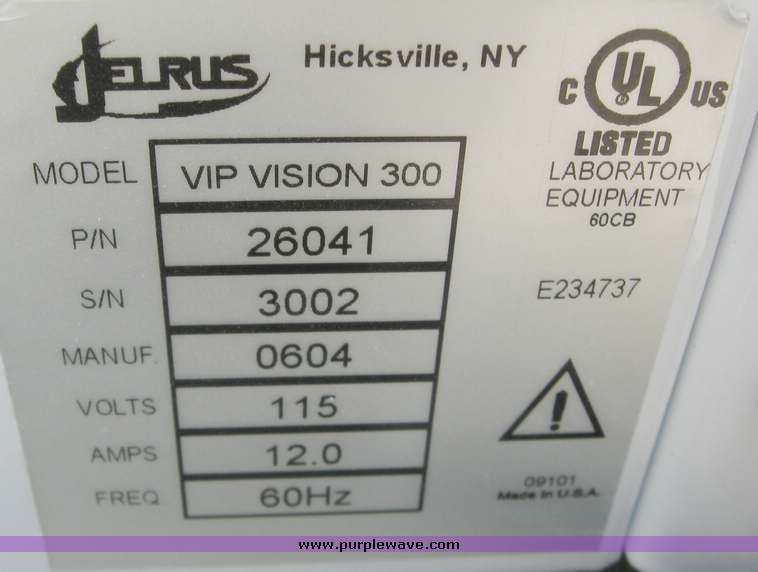 JELRUS
Hicksville, NY
C UL US
®
LISTED
LABORATORY
EQUIPMENT
60CB
E234737
MODEL VIP VISION 300
P/N 26041
S/N 3002
MANUF. 0604
VOLTS 115
AMPS 12.0
FREQ 60Hz
09101
Made In U.S.A.
www.purplewave.com